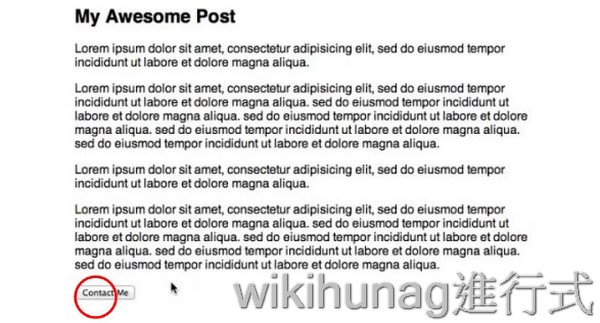 My Awesome Post
Lorem ipsum dolor sit amet, consectetur adipisicing elit, sed do eiusmod tempor
incididunt ut labore et dolore magna aliqua.
Lorem ipsum dolor sit amet, consectetur adipisicing elit, sed do eiusmod tempor
incididunt ut labore et dolore magna aliqua. sed do eiusmod tempor incididunt ut
labore et dolore magna aliqua. sed do eiusmod tempor incididunt ut labore et dolore
magna aliqua. sed do eiusmod tempor incididunt ut labore et dolore magna aliqua.
sed do eiusmod tempor incididunt ut labore et dolore magna aliqua.
Lorem ipsum dolor sit amet, consectetur adipisicing elit, sed do eiusmod tempor
incididunt ut labore et dolore magna aliqua.
Lorem ipsum dolor sit amet, consectetur adipisicing elit, sed do eiusmod tempor
incididunt ut labore et dolore magna aliqua. sed do eiusmod tempor incididunt ut
labore et dolore magna aliqua. sed do eiusmod tempor incididunt ut labore et dolore
magna aliqua. sed do eiusmod tempor incididunt ut labore et dolore magna aliqua.
sed do eiusmod tempor incididunt ut labore et dolore magna aliqua.
Contact Me
wikihunag進行式